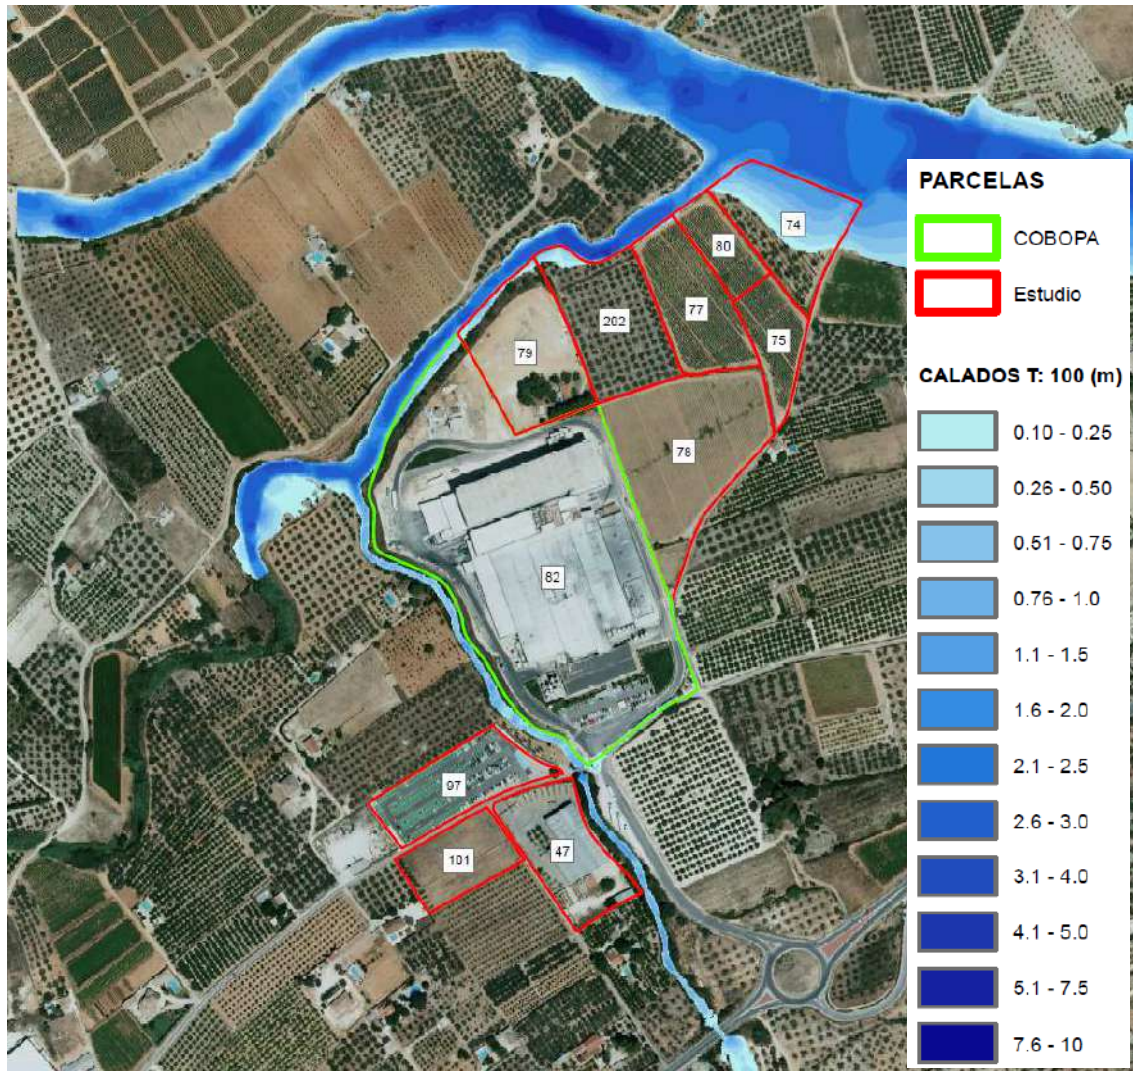 PARCELAS
COBOPA
Estudio
CALADOS T: 100 (m)
0.10 - 0.25
0.26 - 0.50
0.51 - 0.75
0.76 - 1.0
1.1 - 1.5
1.6 - 2.0
2.1 - 2.5
2.6 - 3.0
3.1 - 4.0
4.1 - 5.0
5.1 - 7.5
7.6 - 10
74
80
77
202
75
79
78
82
97
47
101